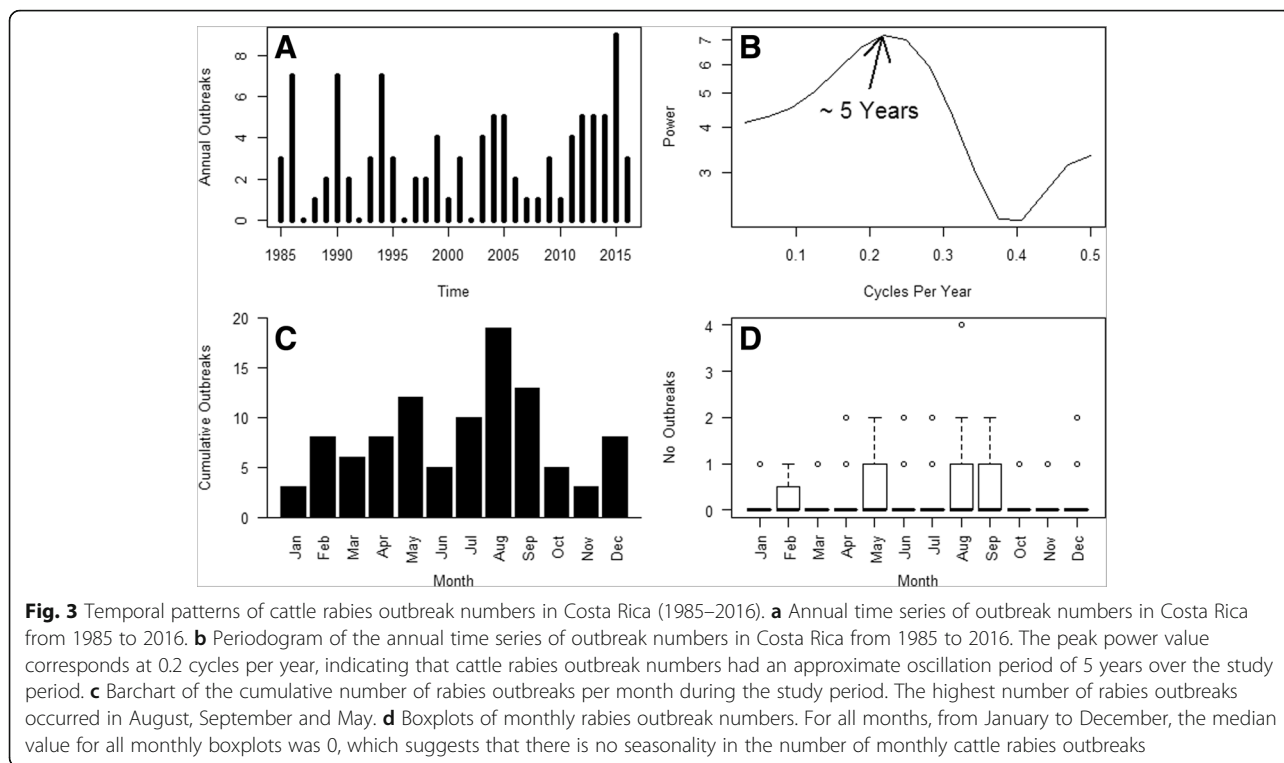 A
Annual Outbreaks
8
6
4
2
0
1985 1990 1995 2000 2005 2010 2015
Time
B
Power
7
6
5
4
3
~ 5 Years
0.1 0.2 0.3 0.4 0.5
Cycles Per Year
C
Cumulative Outbreaks
20
15
10
5
0
Jan Feb Mar Apr May Jun Jul Aug Sep Oct Nov Dec
Month
D
No Outbreaks
4
3
2
1
0
Jan Feb Mar Apr May Jun Jul Aug Sep Oct Nov Dec
Month
Fig. 3 Temporal patterns of cattle rabies outbreak numbers in Costa Rica (1985–2016). a Annual time series of outbreak numbers in Costa Rica
from 1985 to 2016. b Periodogram of the annual time series of outbreak numbers in Costa Rica from 1985 to 2016. The peak power value
corresponds at 0.2 cycles per year, indicating that cattle rabies outbreak numbers had an approximate oscillation period of 5 years over the study
period. c Barchart of the cumulative number of rabies outbreaks per month during the study period. The highest number of rabies outbreaks
occurred in August, September and May. d Boxplots of monthly rabies outbreak numbers. For all months, from January to December, the median
value for all monthly boxplots was 0, which suggests that there is no seasonality in the number of monthly cattle rabies outbreaks